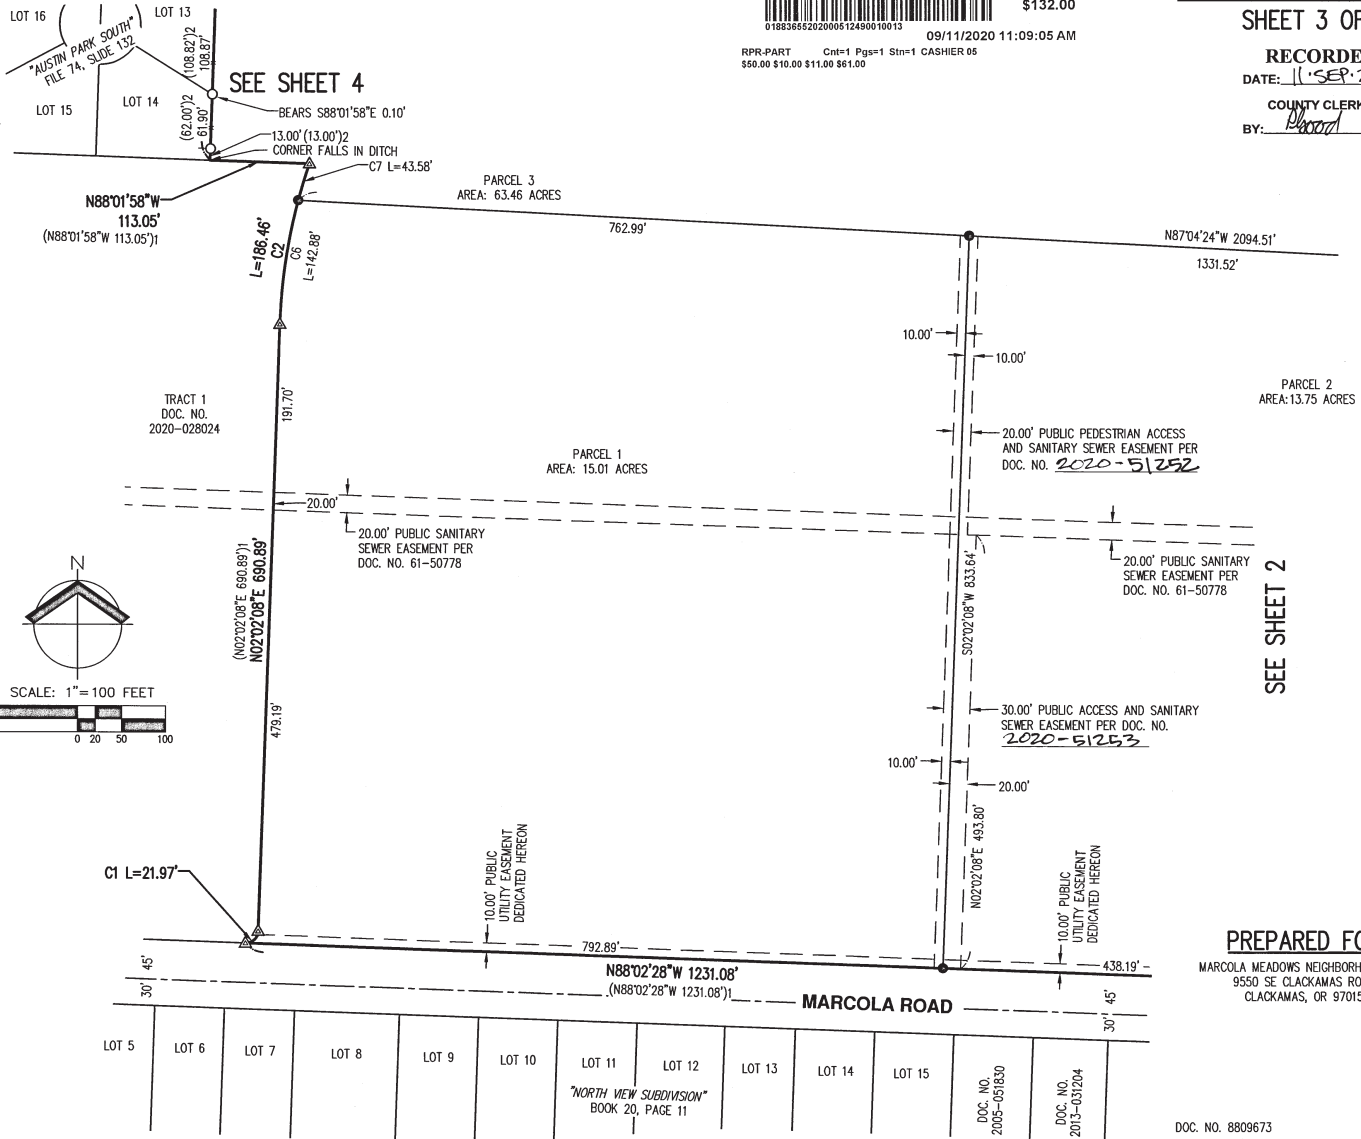 LOT 16
LOT 13
"AUSTIN PARK SOUTH"
FILE 74, SLIDE 132
LOT 15
LOT 14
(108.82')2
108.87'
(62.00')2
61.90'
SEE SHEET 4
BEARS S88°01'58"E 0.10'
13.00' (13.00')2
CORNER FALLS IN DITCH
C7 L=43.58'
N88°01'58"W
113.05'
(N88°01'58"W 113.05')1
01883655202000512490010013
$132.00
09/11/2020 11:09:05 AM
RPR-PART Cnt=1 Pgs=1 Stn=1 CASHIER 05
$50.00 $10.00 $11.00 $61.00
SHEET 3 OF
RECORDE
DATE: 11·SEP·2
COUNTY CLERK
BY:
PARCEL 3
AREA: 63.46 ACRES
762.99'
N87°04'24"W 2094.51'
1331.52'
L=186.46'
C2
C6
L=142.88'
10.00'
10.00'
191.70'
TRACT 1
DOC. NO.
2020-028024
PARCEL 2
AREA:13.75 ACRES
PARCEL 1
AREA: 15.01 ACRES
20.00' PUBLIC PEDESTRIAN ACCESS
AND SANITARY SEWER EASEMENT PER
DOC. NO. 2020-51252
20.00'
20.00' PUBLIC SANITARY
SEWER EASEMENT PER
DOC. NO. 61-50778
20.00' PUBLIC SANITARY
SEWER EASEMENT PER
DOC. NO. 61-50778
(N02°02'08"E 690.89')1
N02°02'08"E 690.89'
S02°02'08"W 833.64'
SEE SHEET 2
N
SCALE: 1"=100 FEET
0 20 50 100
479.19'
30.00' PUBLIC ACCESS AND SANITARY
SEWER EASEMENT PER DOC. NO.
2020-51253
10.00'
20.00'
N02°02'08"E 493.80'
C1 L=21.97'
10.00' PUBLIC
UTILITY EASEMENT
DEDICATED HEREON
10.00' PUBLIC
UTILITY EASEMENT
DEDICATED HEREON
792.89'
438.19'
N88°02'28"W 1231.08'
(N88°02'28"W 1231.08')1
MARCOLA ROAD
45'
30'
45'
30'
PREPARED FO
MARCOLA MEADOWS NEIGHBORH
9550 SE CLACKAMAS RO
CLACKAMAS, OR 97015
LOT 5
LOT 6
LOT 7
LOT 8
LOT 9
LOT 10
LOT 11
LOT 12
LOT 13
LOT 14
LOT 15
"NORTH VIEW SUBDIVISION"
BOOK 20, PAGE 11
DOC. NO.
2005-051830
DOC. NO.
2013-031204
DOC. NO. 8809673